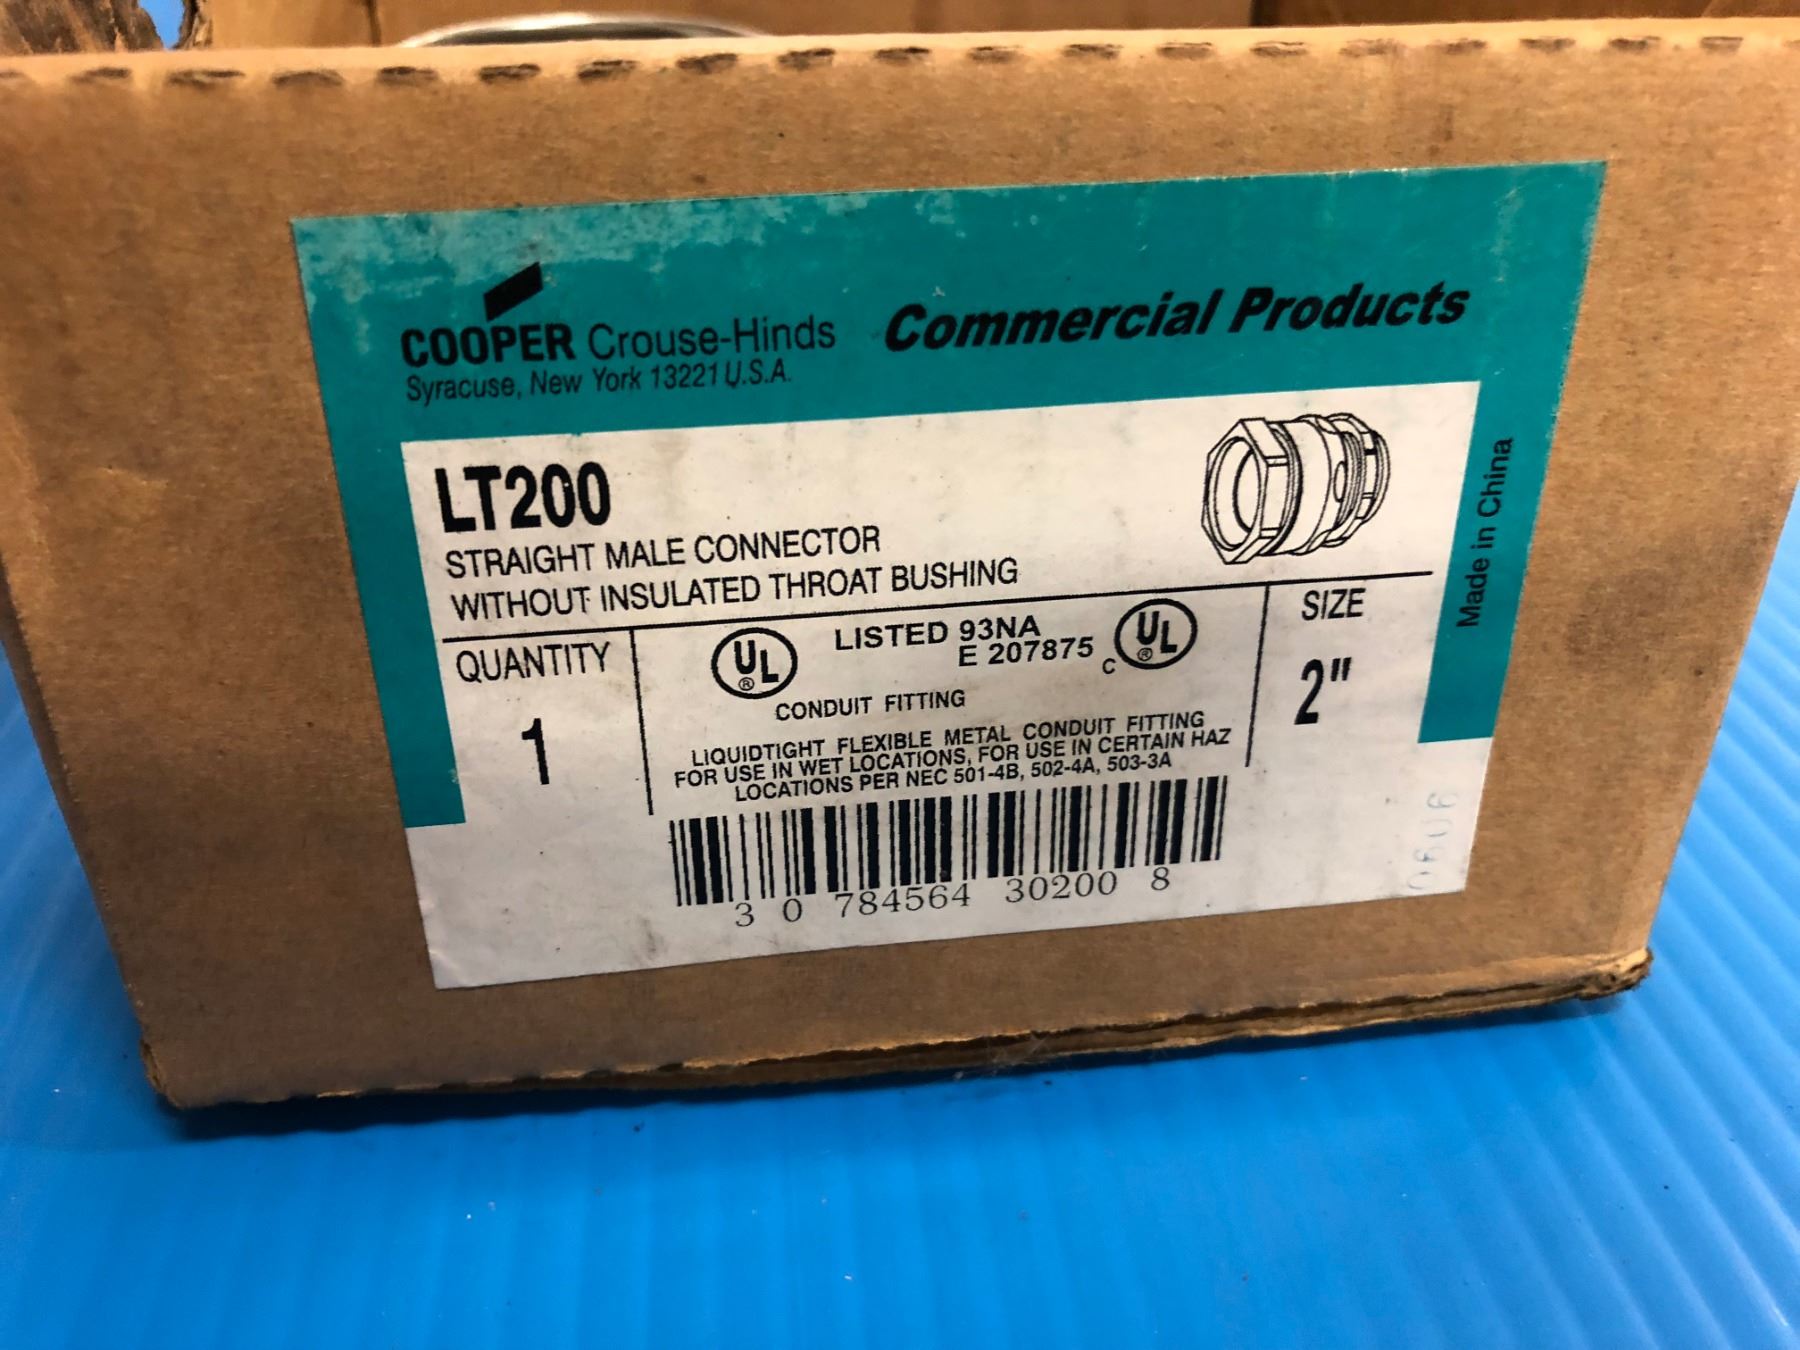 COOPER Crouse-Hinds Commercial Products
Syracuse, New York 13221 U.S.A.
LT200
STRAIGHT MALE CONNECTOR
WITHOUT INSULATED THROAT BUSHING
Made in China
QUANTITY
1
UL ® LISTED 93NA
E 207875 C UL ®
CONDUIT FITTING
LIQUIDTIGHT FLEXIBLE METAL CONDUIT FITTING
FOR USE IN WET LOCATIONS, FOR USE IN CERTAIN HAZ
LOCATIONS PER NEC 501-4B, 502-4A, 503-3A
SIZE
2"
3 0 784564 30200 8